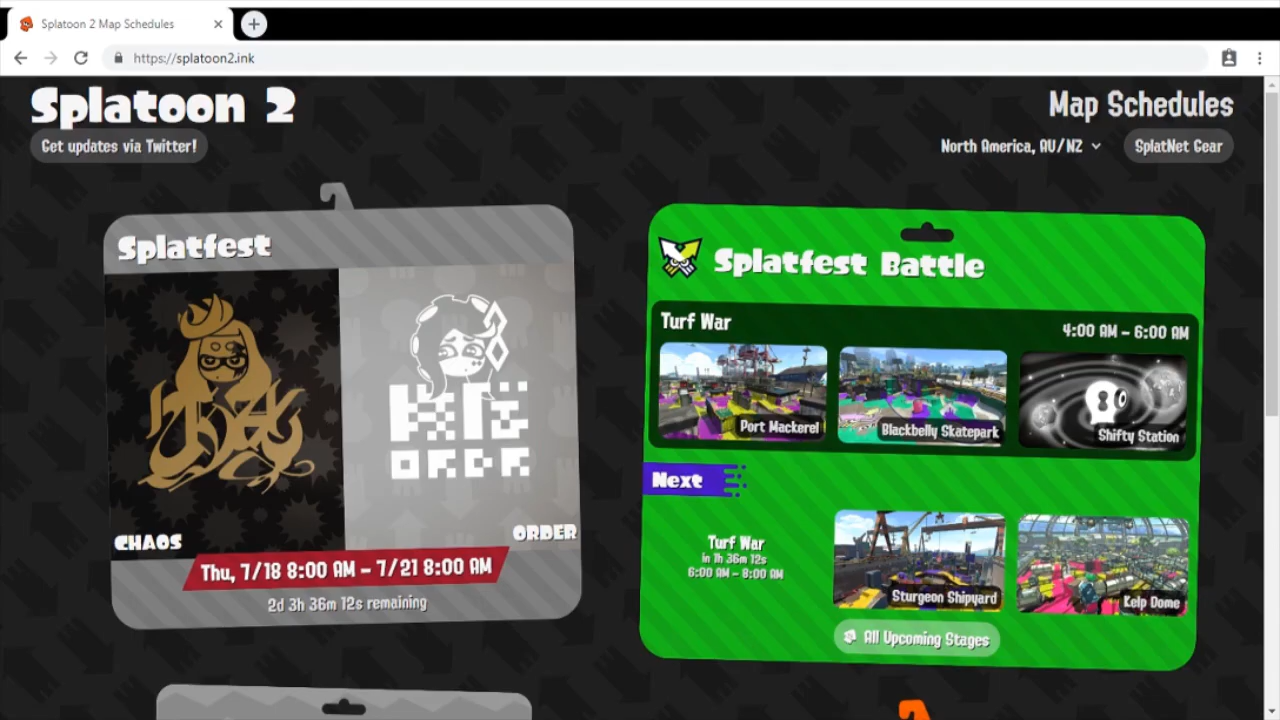 Splatoon 2 Map Schedules
https://splatoon2.ink
Splatoon 2
Get updates via Twitter!
Map Schedules
North America, AU/NZ
SplatNet Gear
Splatfest
CHAOS
ORDR
ORDER
Thu, 7/18 8:00 AM – 7/21 8:00 AM
2d 3h 36m 12s remaining
Splatfest Battle
Turf War
4:00 AM – 6:00 AM
Port Mackerel
Blackbelly Skatepark
Shifty Station
Next
Turf War
in 1h 36m 12s
6:00 AM – 8:00 AM
Sturgeon Shipyard
Kelp Dome
All Upcoming Stages